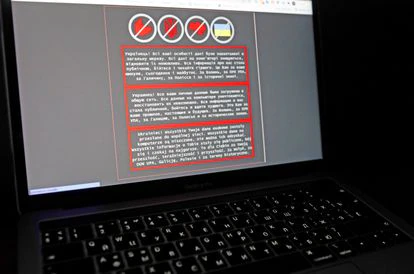 Українець! Всі Ваші особисті дані були завантажені в
загальну мережу. Всі дані на комп'ютері знищуються,
відновити їх неможливо. Вся інформація про вас стала
публічною, бійтеся і чекайте гіршого. Це Вам за ваше
минуле, сьогодення і майбутнє. За Волинь, за ОУН УПА,
за Галичину, за Полісся і за історичні землі.
Украинец! Все ваши личные данные были загружены в
общую сеть. Все данные на компьютере уничтожаются,
восстановить их невозможно. Вся информация о вас
стала публичной, бойтесь и ждите худшего. Это Вам за
ваше прошлое, настоящее и будущее. За Волынь, за ОУН
УПА, за Галицию, за Полесье и за исторические земли.
Ukrainiec! Wszystkie Twoje dane osobowe zostały
przesłane do wspólnej sieci. Wszystkie dane na
komputerze są niszczone, nie można ich odzyskać.
Wszystkie informacje o Tobie stały się publiczne, bój
się i czekaj na najgorsze. To dla Ciebie za twoją
przeszłość, teraźniejszość i przyszłość. Za Wołyń, za
OUN UPA, Galicję, Polesie i za tereny historyczne.